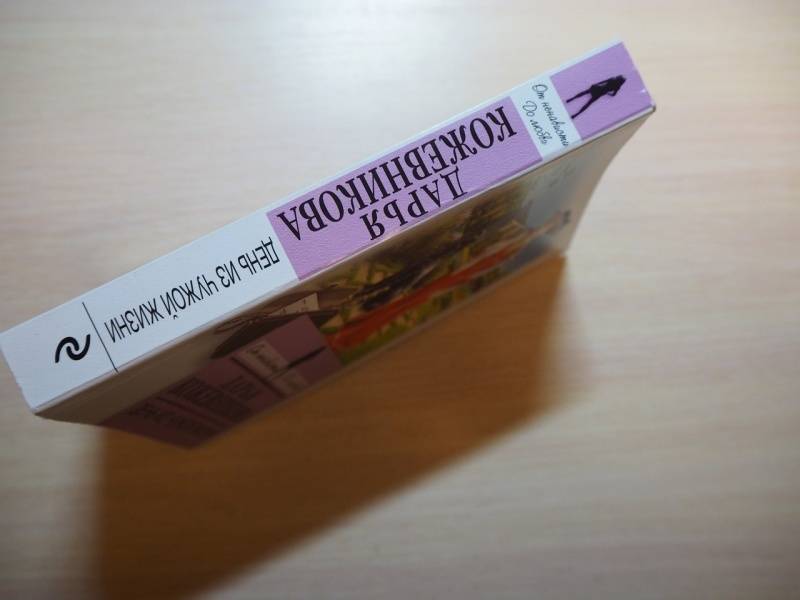 От ненависти
До любви
ДАРЬЯ
КОЖЕВНИКОВА
ДЕНЬ ИЗ ЧУЖОЙ ЖИЗНИ